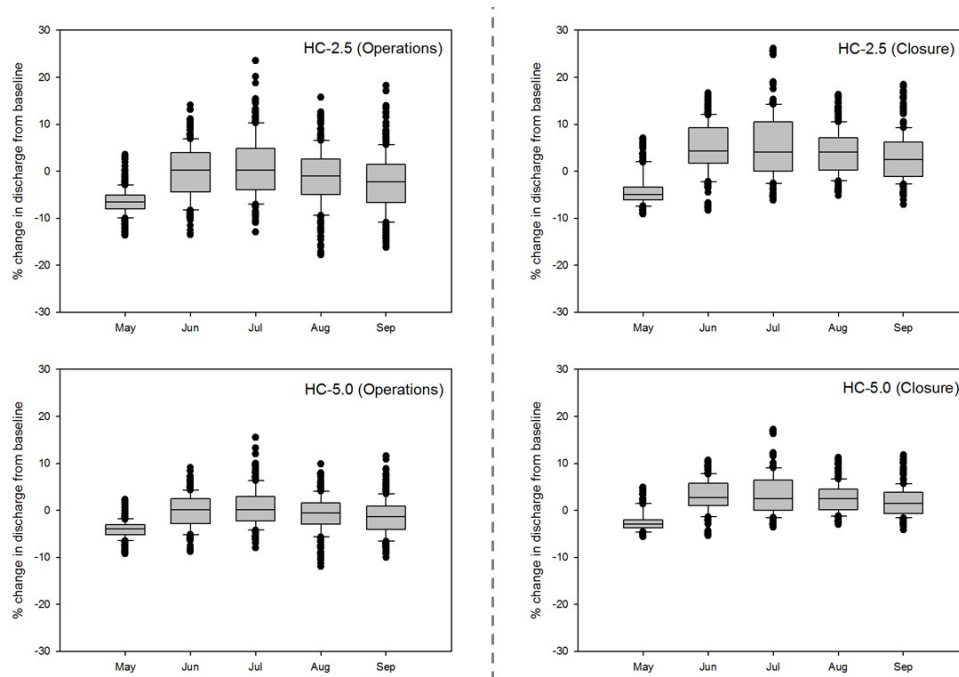 HC-2.5 (Operations)
% change in discharge from baseline
30
20
10
0
-10
-20
-30
May Jun Jul Aug Sep
HC-2.5 (Closure)
% change in discharge from baseline
30
20
10
0
-10
-20
-30
May Jun Jul Aug Sep
HC-5.0 (Operations)
% change in discharge from baseline
30
20
10
0
-10
-20
-30
May Jun Jul Aug Sep
HC-5.0 (Closure)
% change in discharge from baseline
30
20
10
0
-10
-20
-30
May Jun Jul Aug Sep